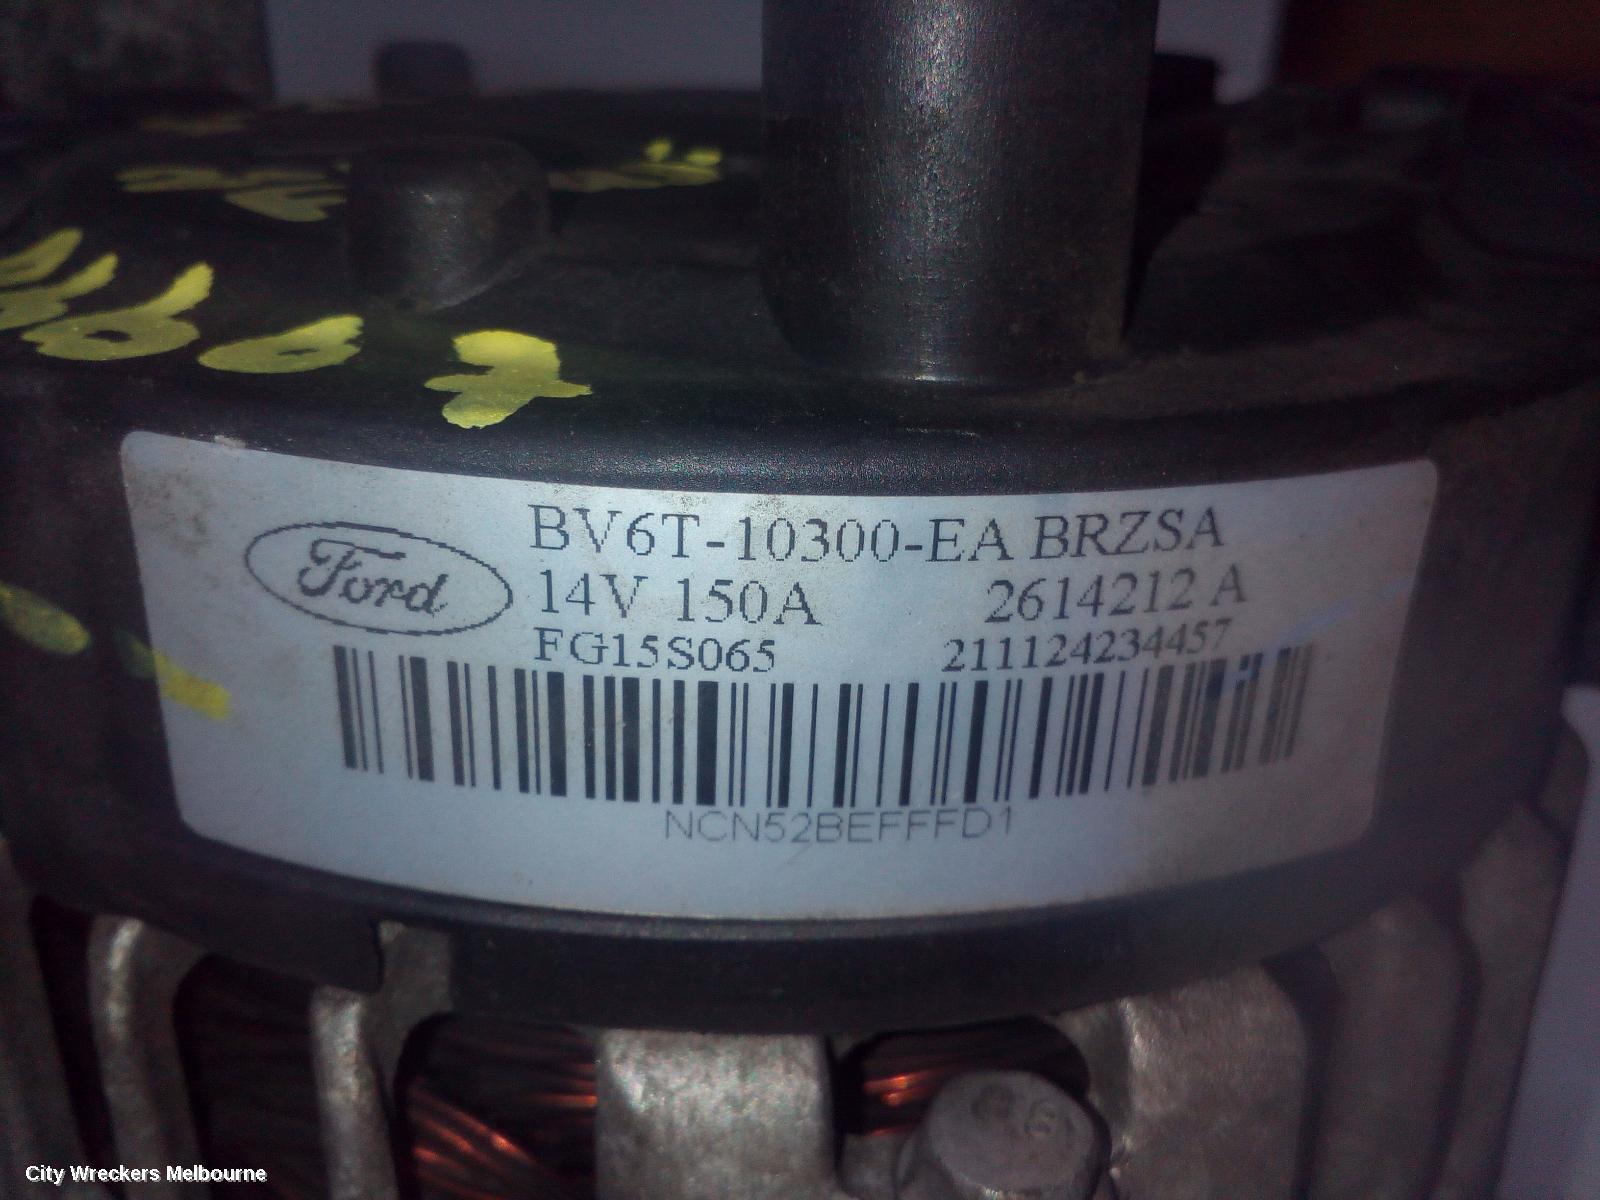 BV6T-10300-EA BRZSA
Ford
14V 150A 2614212 A
FG15S065 211124234457
NCN52BEFFFD1
City Wreckers Melbourne